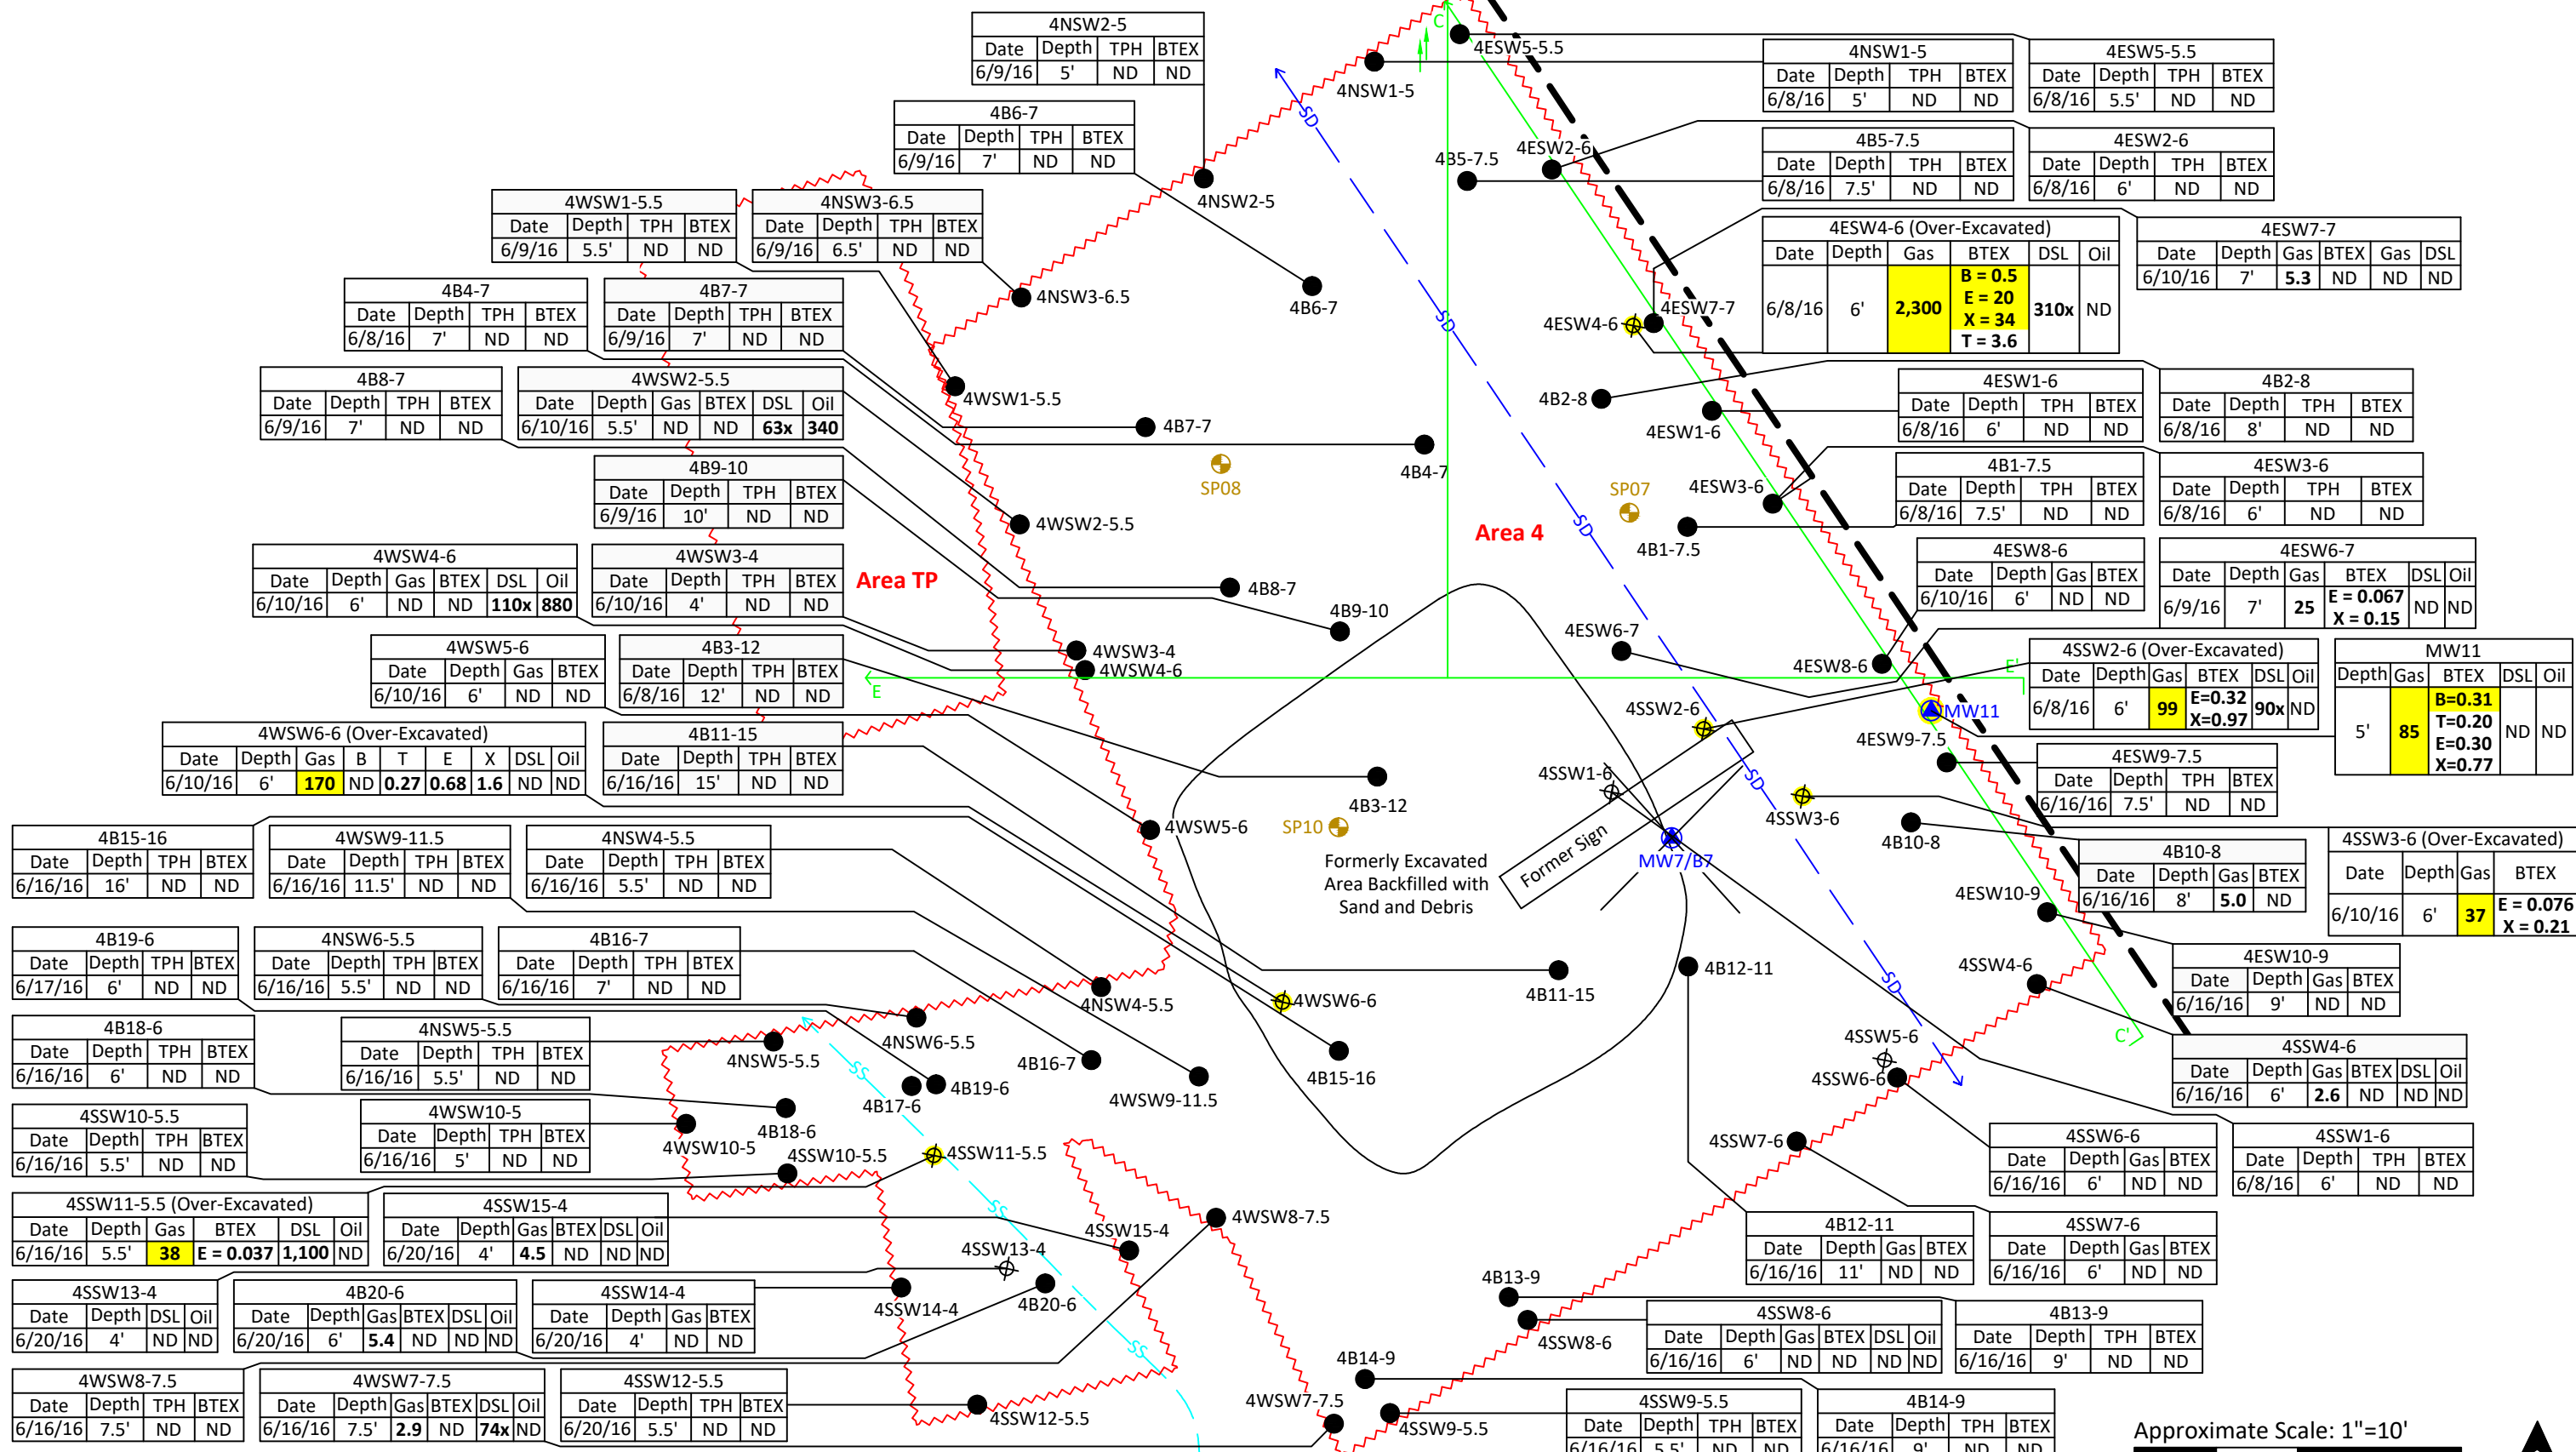 4NSW2-5
Date Depth TPH BTEX
6/9/16 5' ND ND
4B6-7
Date Depth TPH BTEX
6/9/16 7' ND ND
4WSW1-5.5
Date Depth TPH BTEX
6/9/16 5.5' ND ND
4NSW3-6.5
Date Depth TPH BTEX
6/9/16 6.5' ND ND
4B4-7
Date Depth TPH BTEX
6/8/16 7' ND ND
4B7-7
Date Depth TPH BTEX
6/9/16 7' ND ND
4B8-7
Date Depth TPH BTEX
6/9/16 7' ND ND
4WSW2-5.5
Date Depth Gas BTEX DSL Oil
6/10/16 5.5' ND ND 63x 340
4B9-10
Date Depth TPH BTEX
6/9/16 10' ND ND
4WSW4-6
Date Depth Gas BTEX DSL Oil
6/10/16 6' ND ND 110x 880
4WSW3-4
Date Depth TPH BTEX
6/10/16 4' ND ND
4WSW5-6
Date Depth Gas BTEX
6/10/16 6' ND ND
4B3-12
Date Depth TPH BTEX
6/8/16 12' ND ND
4WSW6-6 (Over-Excavated)
Date Depth Gas B T E X DSL Oil
6/10/16 6' 170 ND 0.27 0.68 1.6 ND ND
4B11-15
Date Depth TPH BTEX
6/16/16 15' ND ND
4B15-16
Date Depth TPH BTEX
6/16/16 16' ND ND
4WSW9-11.5
Date Depth TPH BTEX
6/16/16 11.5' ND ND
4NSW4-5.5
Date Depth TPH BTEX
6/16/16 5.5' ND ND
4B19-6
Date Depth TPH BTEX
6/17/16 6' ND ND
4NSW6-5.5
Date Depth TPH BTEX
6/16/16 5.5' ND ND
4B16-7
Date Depth TPH BTEX
6/16/16 7' ND ND
4B18-6
Date Depth TPH BTEX
6/16/16 6' ND ND
4NSW5-5.5
Date Depth TPH BTEX
6/16/16 5.5' ND ND
4SSW10-5.5
Date Depth TPH BTEX
6/16/16 5.5' ND ND
4WSW10-5
Date Depth TPH BTEX
6/16/16 5' ND ND
4SSW11-5.5 (Over-Excavated)
Date Depth Gas BTEX DSL Oil
6/16/16 5.5' 38 E = 0.037 1,100 ND
4SSW15-4
Date Depth Gas BTEX DSL Oil
6/20/16 4' 4.5 ND ND ND
4SSW13-4
Date Depth DSL Oil
6/20/16 4' ND ND
4B20-6
Date Depth Gas BTEX DSL Oil
6/20/16 6' 5.4 ND ND ND
4SSW14-4
Date Depth Gas BTEX
6/20/16 4' ND ND
4WSW8-7.5
Date Depth TPH BTEX
6/16/16 7.5' ND ND
4WSW7-7.5
Date Depth Gas BTEX DSL Oil
6/16/16 7.5' 2.9 ND 74x ND
4SSW12-5.5
Date Depth TPH BTEX
6/20/16 5.5' ND ND
C
4ESW5-5.5
4NSW1-5
SD
4B5-7.5
4ESW2-6
4NSW2-5
4NSW3-6.5
4B6-7
SD
4ESW7-7
4ESW4-6
4WSW1-5.5
4B2-8
4ESW1-6
4B7-7
4B4-7
SP08
SP07
4ESW3-6
4WSW2-5.5
SD
Area 4
4B1-7.5
Area TP
4B8-7
4B9-10
4ESW6-7
4WSW3-4
4WSW4-6
4ESW8-6
E
E'
SD
4SSW2-6
MW11
4ESW9-7.5
4SSW1-6
SD
4B3-12
4SSW3-6
SP10
4WSW5-6
Former Sign
MW7/B7
4B10-8
Formerly Excavated
Area Backfilled with
Sand and Debris
4ESW10-9
4B12-11
4SSW4-6
4B11-15
SD
4NSW4-5.5
4WSW6-6
C'
4NSW6-5.5
4NSW5-5.5
4B16-7
4B15-16
4SSW5-6
4SSW6-6
SS
4B17-6
4B19-6
4WSW9-11.5
4B18-6
4WSW10-5
4SSW10-5.5
4SSW11-5.5
4SSW7-6
SS
4WSW8-7.5
4SSW15-4
4SSW13-4
4B20-6
4SSW14-4
4B13-9
4SSW8-6
SS
4B14-9
4WSW7-7.5
4SSW12-5.5
4SSW9-5.5
4NSW1-5
Date Depth TPH BTEX
6/8/16 5' ND ND
4ESW5-5.5
Date Depth TPH BTEX
6/8/16 5.5' ND ND
4B5-7.5
Date Depth TPH BTEX
6/8/16 7.5' ND ND
4ESW2-6
Date Depth TPH BTEX
6/8/16 6' ND ND
4ESW4-6 (Over-Excavated)
Date Depth Gas BTEX DSL Oil
6/8/16 6' 2,300 B = 0.5 310x ND
E = 20
X = 34
T = 3.6
4ESW7-7
Date Depth Gas BTEX Gas DSL
6/10/16 7' 5.3 ND ND ND
4ESW1-6
Date Depth TPH BTEX
6/8/16 6' ND ND
4B2-8
Date Depth TPH BTEX
6/8/16 8' ND ND
4B1-7.5
Date Depth TPH BTEX
6/8/16 7.5' ND ND
4ESW3-6
Date Depth TPH BTEX
6/8/16 6' ND ND
4ESW8-6
Date Depth Gas BTEX
6/10/16 6' ND ND
4ESW6-7
Date Depth Gas BTEX DSL Oil
6/9/16 7' 25 E = 0.067 ND ND
X = 0.15
4SSW2-6 (Over-Excavated)
Date Depth Gas BTEX DSL Oil
6/8/16 6' 99 E=0.32 90x ND
X=0.97
MW11
Depth Gas BTEX DSL Oil
5' 85 B=0.31 ND ND
T=0.20
E=0.30
X=0.77
4ESW9-7.5
Date Depth TPH BTEX
6/16/16 7.5' ND ND
4B10-8
Date Depth Gas BTEX
6/16/16 8' 5.0 ND
4SSW3-6 (Over-Excavated)
Date Depth Gas BTEX
6/10/16 6' 37 E = 0.076
X = 0.21
4ESW10-9
Date Depth Gas BTEX
6/16/16 9' ND ND
4SSW4-6
Date Depth Gas BTEX DSL Oil
6/16/16 6' 2.6 ND ND ND
4SSW6-6
Date Depth Gas BTEX
6/16/16 6' ND ND
4SSW1-6
Date Depth TPH BTEX
6/8/16 6' ND ND
4B12-11
Date Depth Gas BTEX
6/16/16 11' ND ND
4SSW7-6
Date Depth Gas BTEX
6/16/16 6' ND ND
4SSW8-6
Date Depth Gas BTEX DSL Oil
6/16/16 6' ND ND ND ND
4B13-9
Date Depth TPH BTEX
6/16/16 9' ND ND
4SSW9-5.5
Date Depth TPH BTEX
6/16/16 5.5' ND ND
4B14-9
Date Depth TPH BTEX
6/16/16 9' ND ND
Approximate Scale: 1"=10'